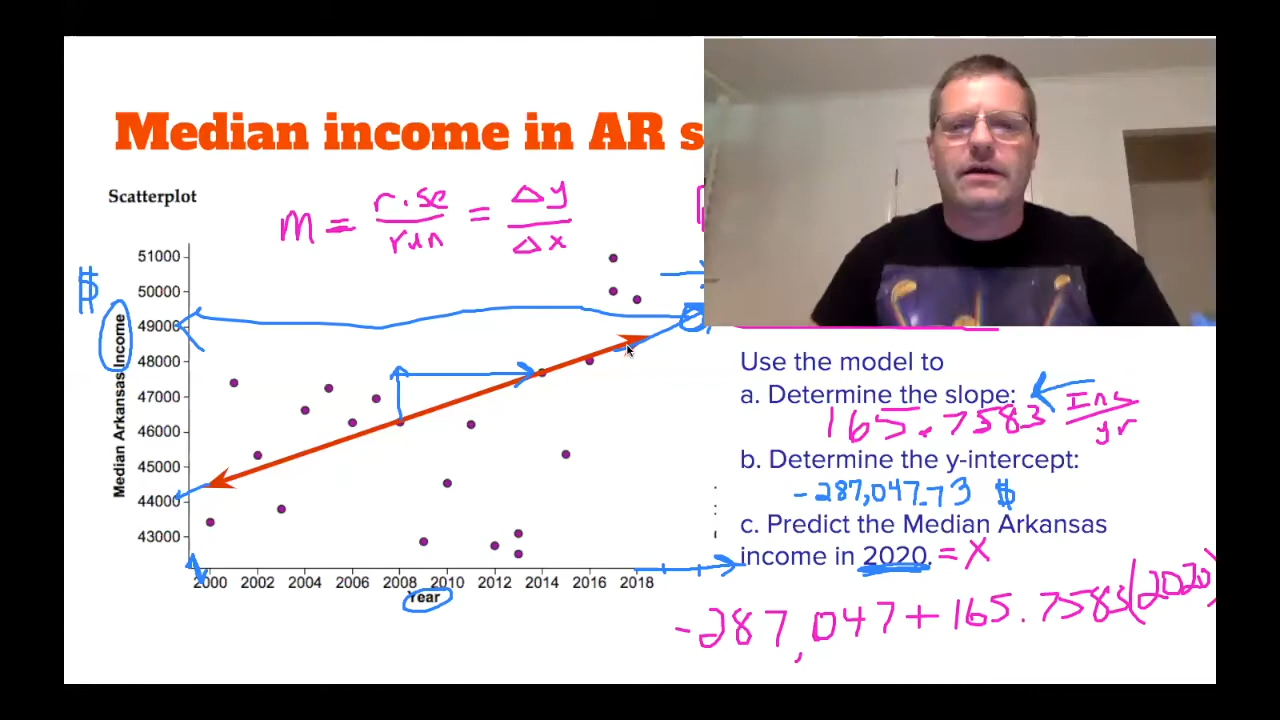 Median income in AR s
Scatterplot
m = rise/run = Δy/Δx
$
51000
50000
49000
48000
47000
46000
45000
44000
43000
Median Arkansas Income
2000 2002 2004 2006 2008 2010 2012 2014 2016 2018
Year
Use the model to
a. Determine the slope:
165.7583 Inc$/yr
b. Determine the y-intercept:
-287,047.73 $
c. Predict the Median Arkansas
income in 2020. = x
-287,047 + 165.7583(2020)